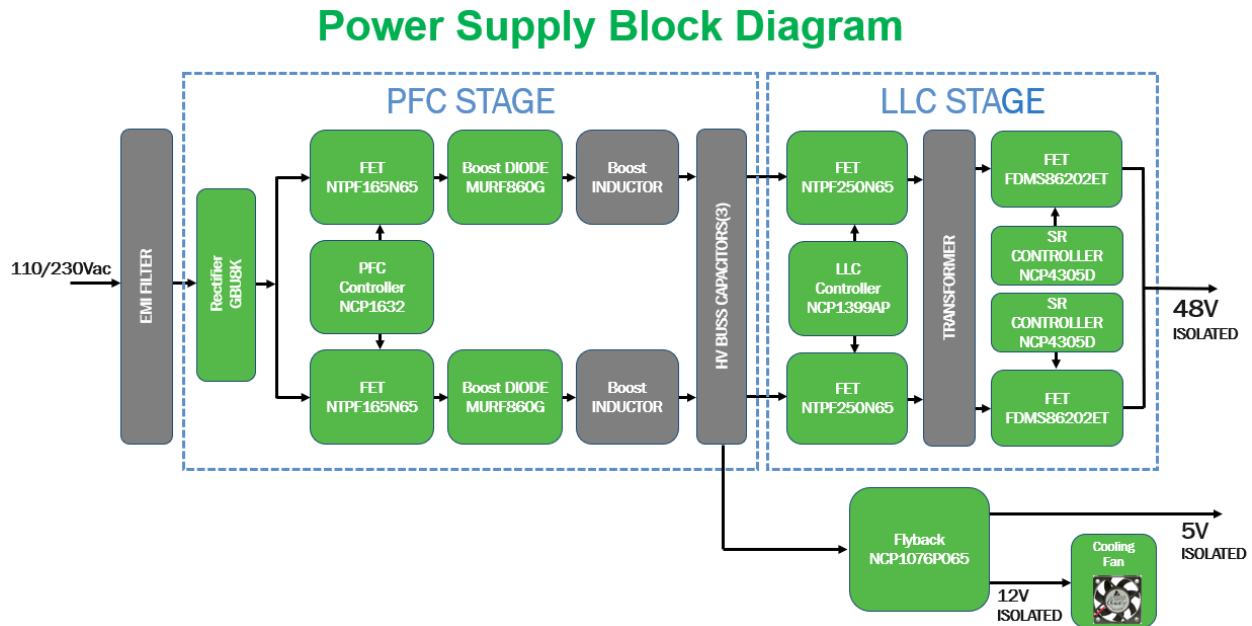 Power Supply Block Diagram
PFC STAGE
LLC STAGE
110/230Vac
EMI FILTER
Rectifier
GBU8K
FET
NTPF165N65
Boost DIODE
MURF860G
Boost
INDUCTOR
PFC
Controller
NCP1632
FET
NTPF165N65
Boost DIODE
MURF860G
Boost
INDUCTOR
HV BUSS CAPACITORS(3)
FET
NTPF250N65
LLC
Controller
NCP1399AP
FET
NTPF250N65
TRANSFORMER
FET
FDMS86202ET
SR
CONTROLLER
NCP4305D
SR
CONTROLLER
NCP4305D
FET
FDMS86202ET
48V
ISOLATED
Flyback
NCP1076P065
5V
ISOLATED
12V
ISOLATED
Cooling
Fan